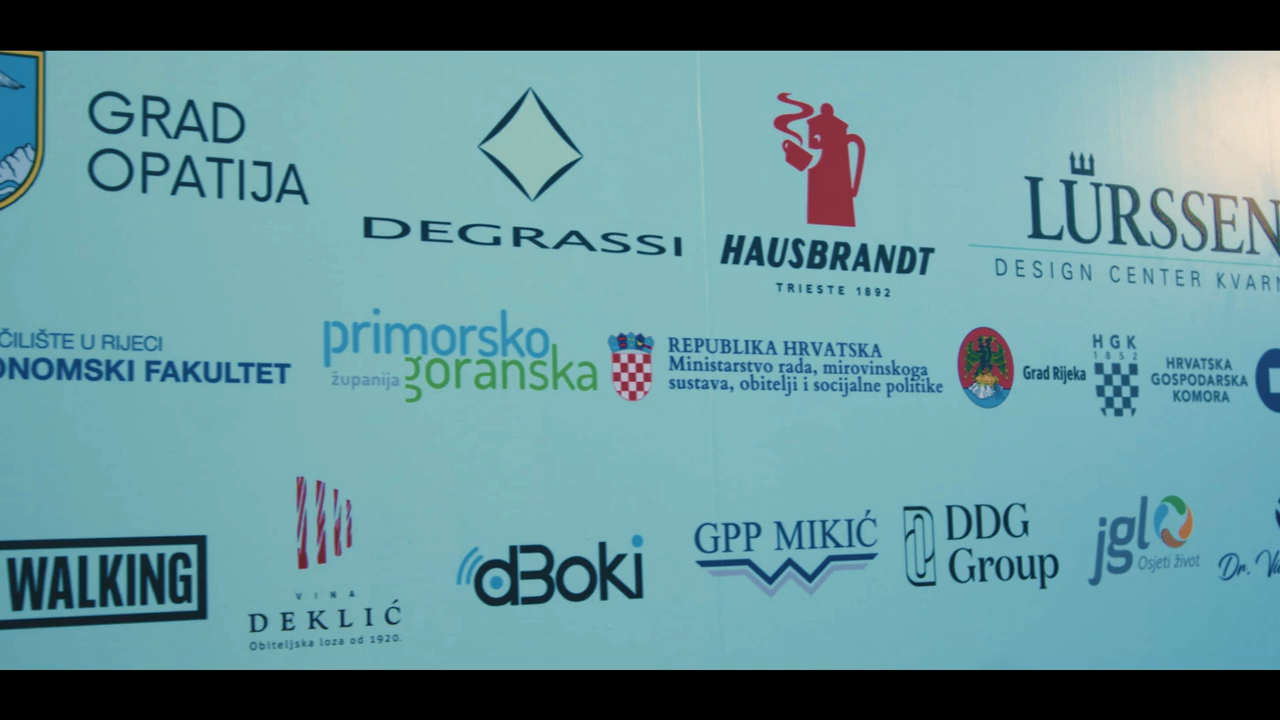 GRAD
OPATIJA
DEGRASSI
HAUSBRANDT
TRIESTE 1892
LÜRSSEN
DESIGN CENTER
ČILIŠTE U RIJECI
ONOMSKI FAKULTET
primorsko
županija goranska
REPUBLIKA HRVATSKA
Ministarstvo rada, mirovinskoga
sustava, obitelji i socijalne politike
Grad Rijeka
HGK
1852
HRVATSKA
GOSPODARSKA
KOMORA
WALKING
VINA
DEKLIĆ
Obiteljska loza od 1920.
dBoki
GPP MIKIĆ
DDG
Group
jgl
Osjeti život
Dr.